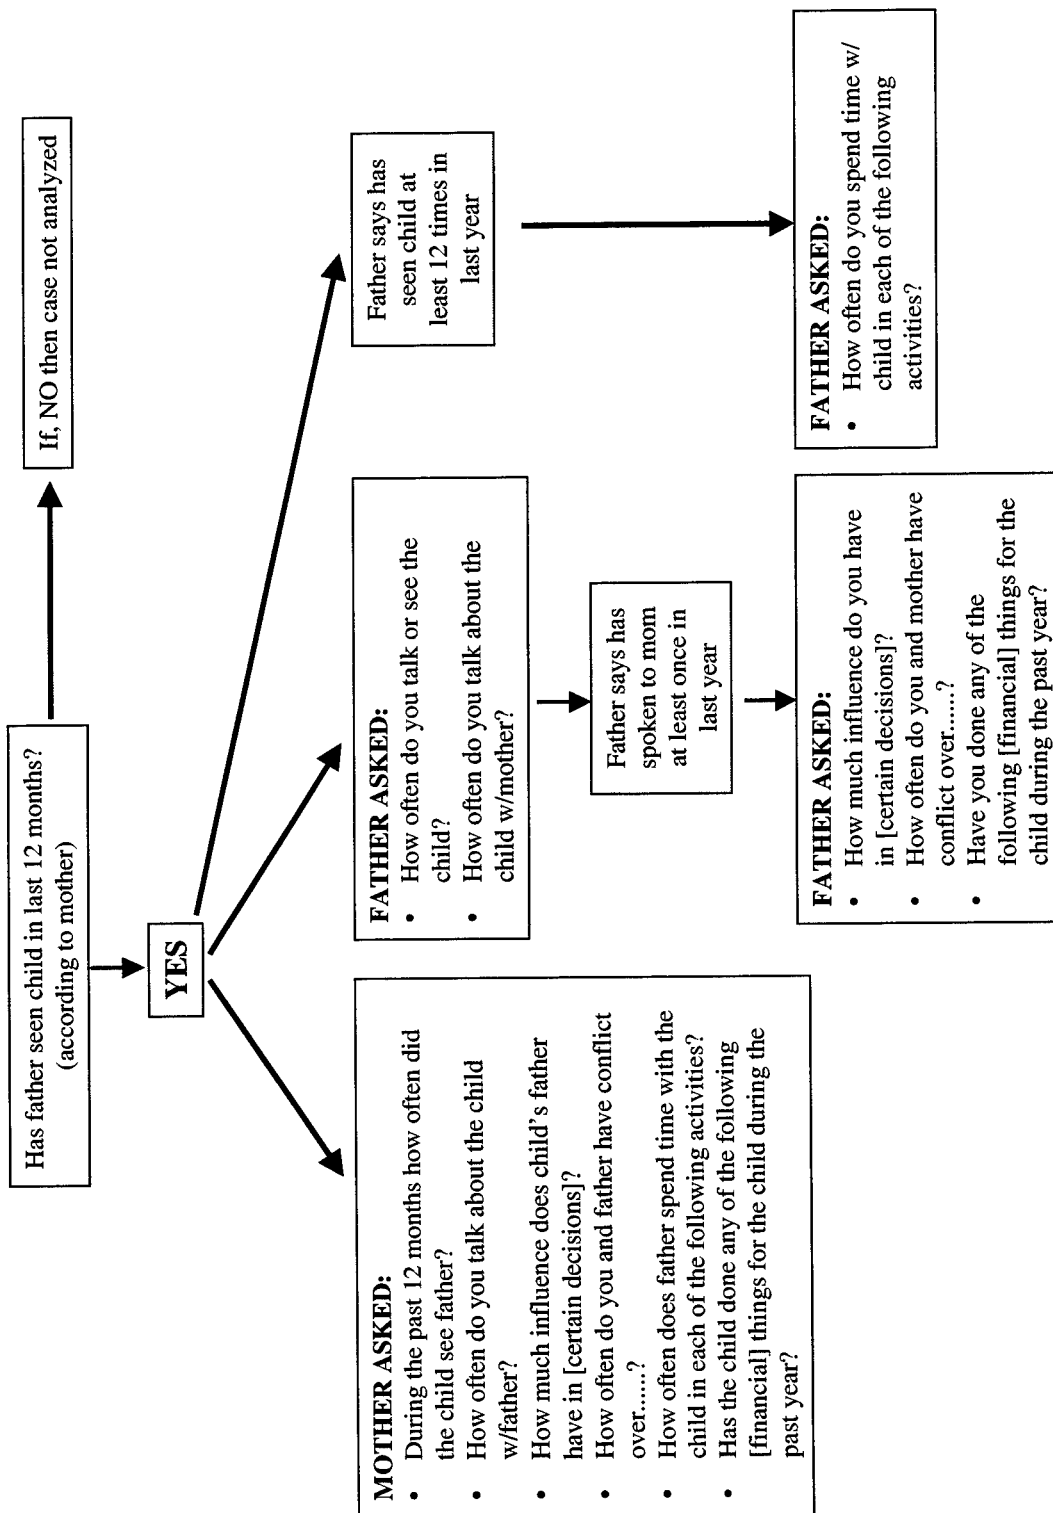 Has father seen child in last 12 months?
(according to mother)
If, NO then case not analyzed
YES
MOTHER ASKED:
• During the past 12 months how often did
the child see father?
• How often do you talk about the child
w/father?
• How much influence does child's father
have in [certain decisions]?
• How often do you and father have conflict
over......?
• How often does father spend time with the
child in each of the following activities?
• Has the child done any of the following
[financial] things for the child during the
past year?
FATHER ASKED:
• How often do you talk or see the
child?
• How often do you talk about the
child w/mother?
Father says has
seen child at
least 12 times in
last year
Father says has
spoken to mom
at least once in
last year
FATHER ASKED:
• How much influence do you have
in [certain decisions]?
• How often do you and mother have
conflict over......?
• Have you done any of the
following [financial] things for the
child during the past year?
FATHER ASKED:
• How often do you spend time w/
child in each of the following
activities?